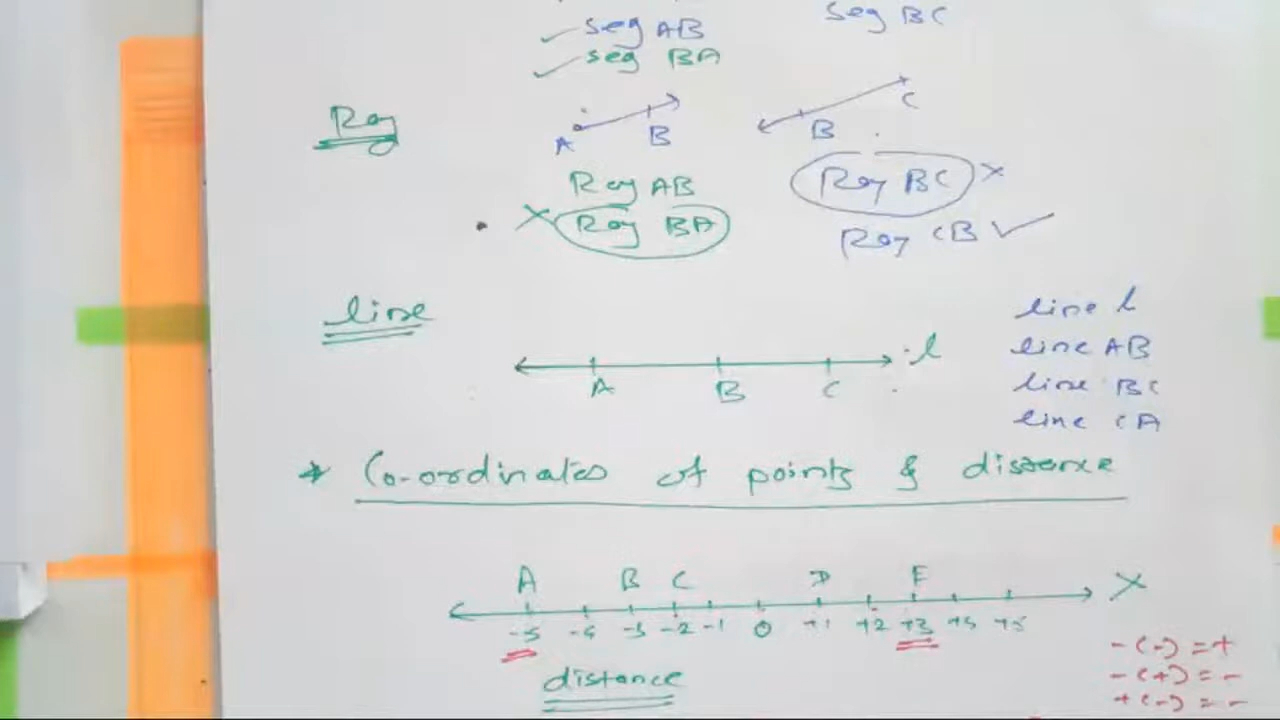 seg AB seg BC
seg BA
Ray
A B B C
Ray AB Ray BC ×
× Ray BA Ray CB ✓
line
line l
l
line AB
A B C
line BC
line CA
* Co-ordinates of points & distance
A B C D F X
-5 -4 -3 -2 -1 0 +1 +2 +3 +4 +5
distance
-(-) = +
-(+) = -
+(-) = -